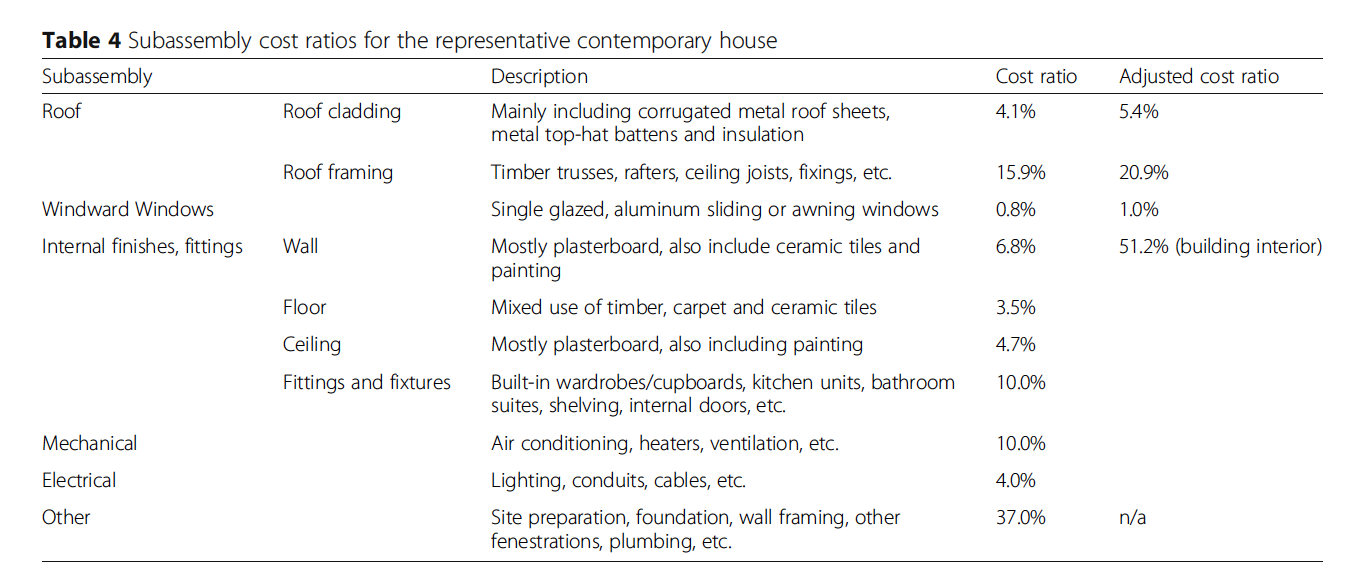 Table 4 Subassembly cost ratios for the representative contemporary house
Subassembly Description Cost ratio Adjusted cost ratio
Roof Roof cladding Mainly including corrugated metal roof sheets, 4.1% 5.4%
metal top-hat battens and insulation
Roof framing Timber trusses, rafters, ceiling joists, fixings, etc. 15.9% 20.9%
Windward Windows Single glazed, aluminum sliding or awning windows 0.8% 1.0%
Internal finishes, fittings Wall Mostly plasterboard, also include ceramic tiles and 6.8% 51.2% (building interior)
painting
Floor Mixed use of timber, carpet and ceramic tiles 3.5%
Ceiling Mostly plasterboard, also including painting 4.7%
Fittings and fixtures Built-in wardrobes/cupboards, kitchen units, bathroom 10.0%
suites, shelving, internal doors, etc.
Mechanical Air conditioning, heaters, ventilation, etc. 10.0%
Electrical Lighting, conduits, cables, etc. 4.0%
Other Site preparation, foundation, wall framing, other 37.0% n/a
fenestrations, plumbing, etc.